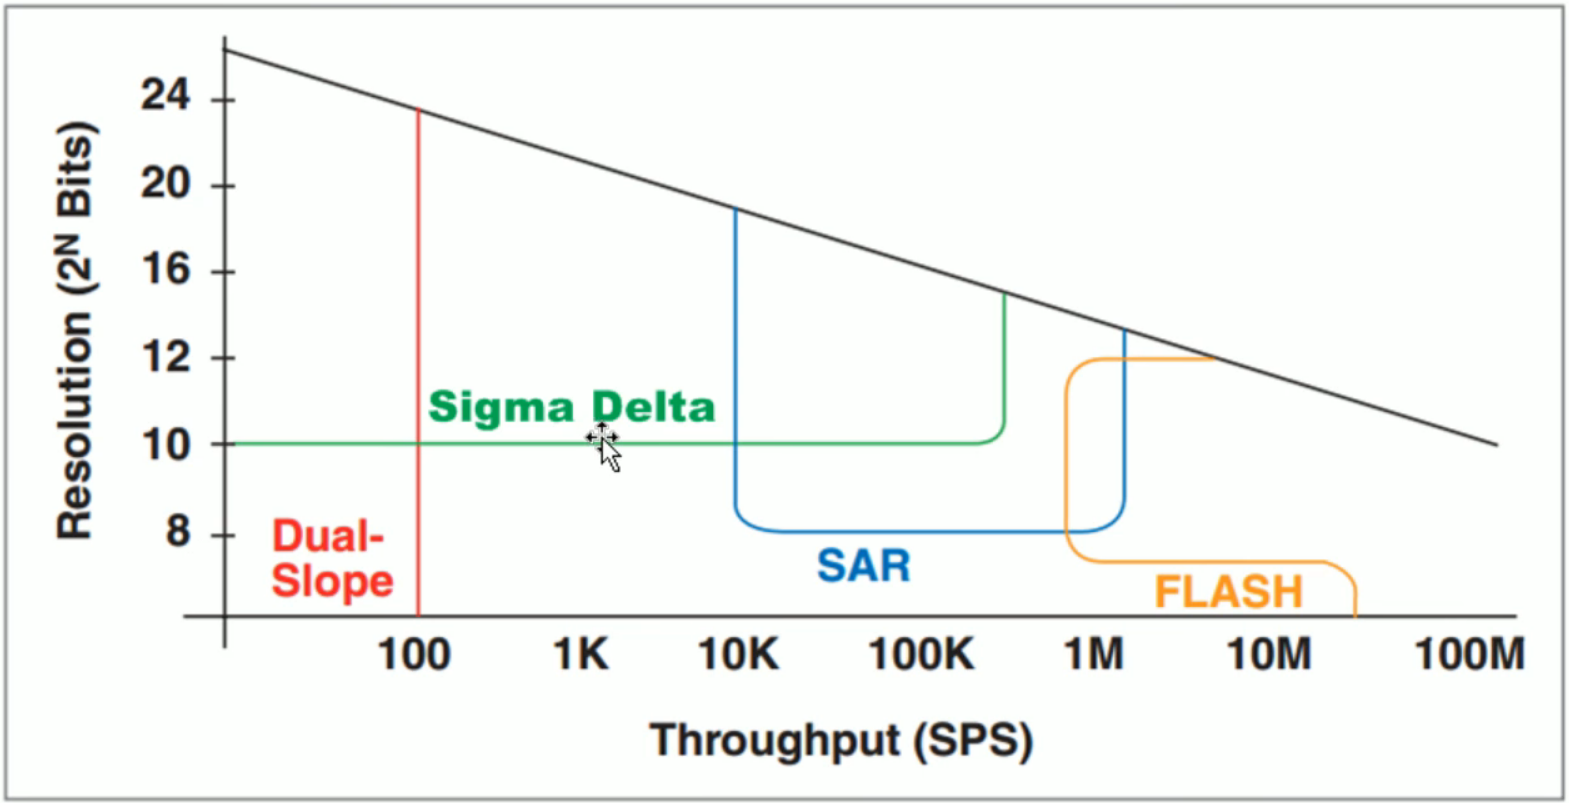 Resolution (2ᴺ Bits)
24
20
16
12
10
8
Sigma Delta
Dual-
Slope
SAR
FLASH
100 1K 10K 100K 1M 10M 100M
Throughput (SPS)